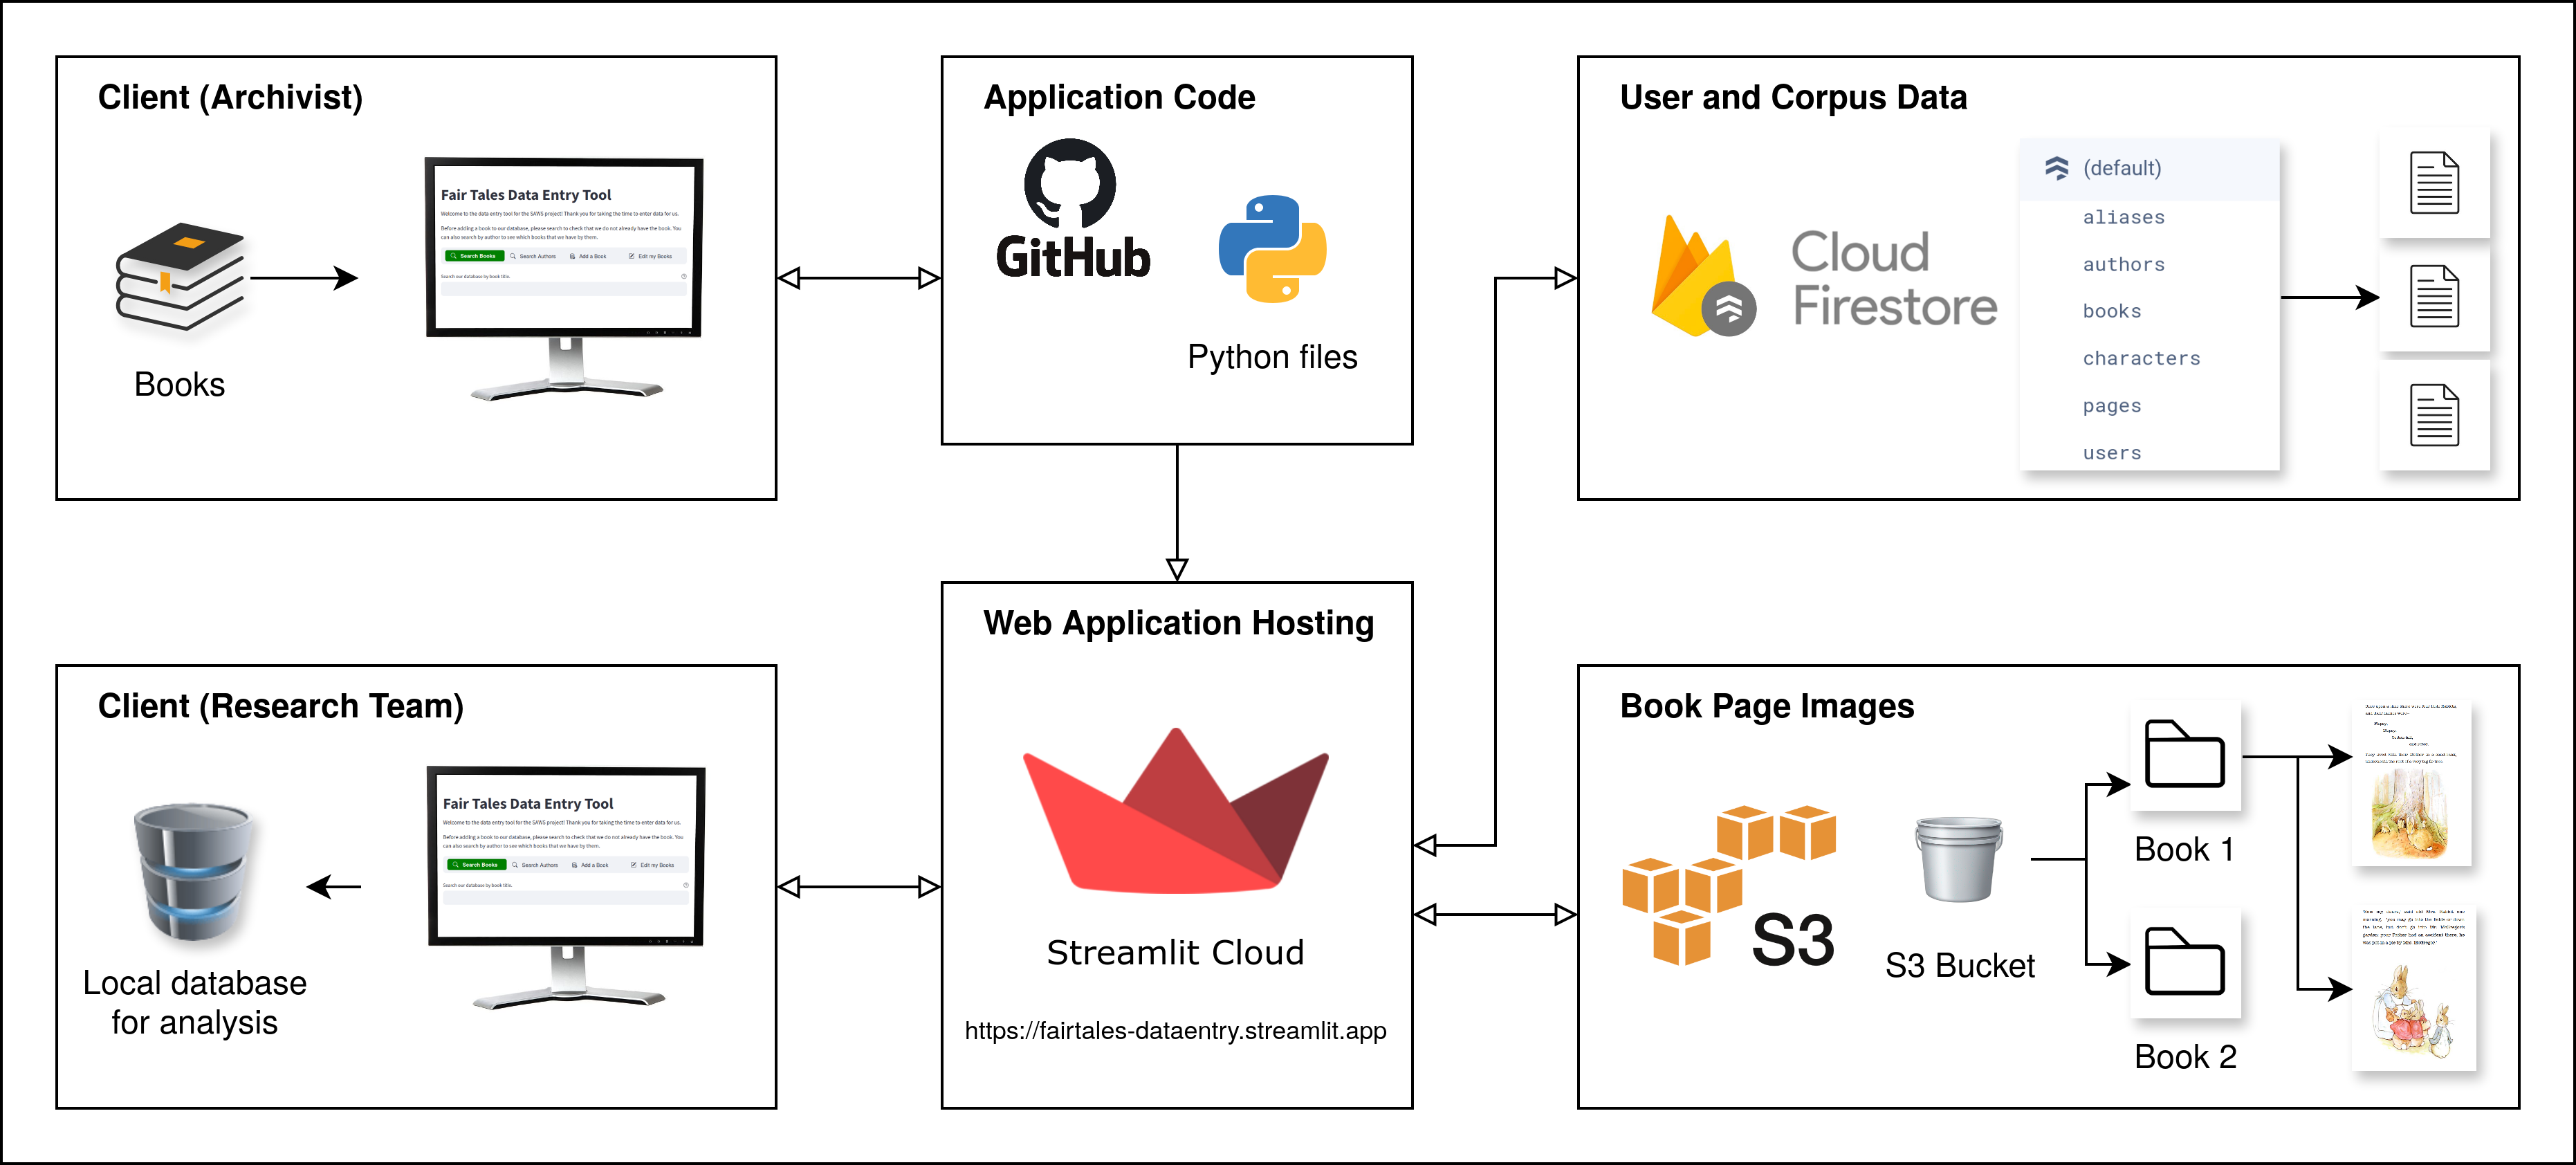 Client (Archivist)
Books
Fair Tales Data Entry Tool
Welcome to the data entry tool for the SAWS project! Thank you for taking the time to enter data for us.
Before adding a book to our database, please search to check that we do not already have the book. You
can also search by author to see which books that we have by them.
Search Books
Search Authors
Add a Book
Edit my Books
Search our database by book title:
Application Code
GitHub
Python files
User and Corpus Data
Cloud
Firestore
(default)
aliases
authors
books
characters
pages
users
Client (Research Team)
Local database
for analysis
Fair Tales Data Entry Tool
Welcome to the data entry tool for the SAWS project! Thank you for taking the time to enter data for us.
Before adding a book to our database, please search to check that we do not already have the book. You
can also search by author to see which books that we have by them.
Search Books
Search Authors
Add a Book
Edit my Books
Search our database by book title:
Web Application Hosting
Streamlit Cloud
https://fairtales-dataentry.streamlit.app
Book Page Images
S3
S3 Bucket
Book 1
Book 2